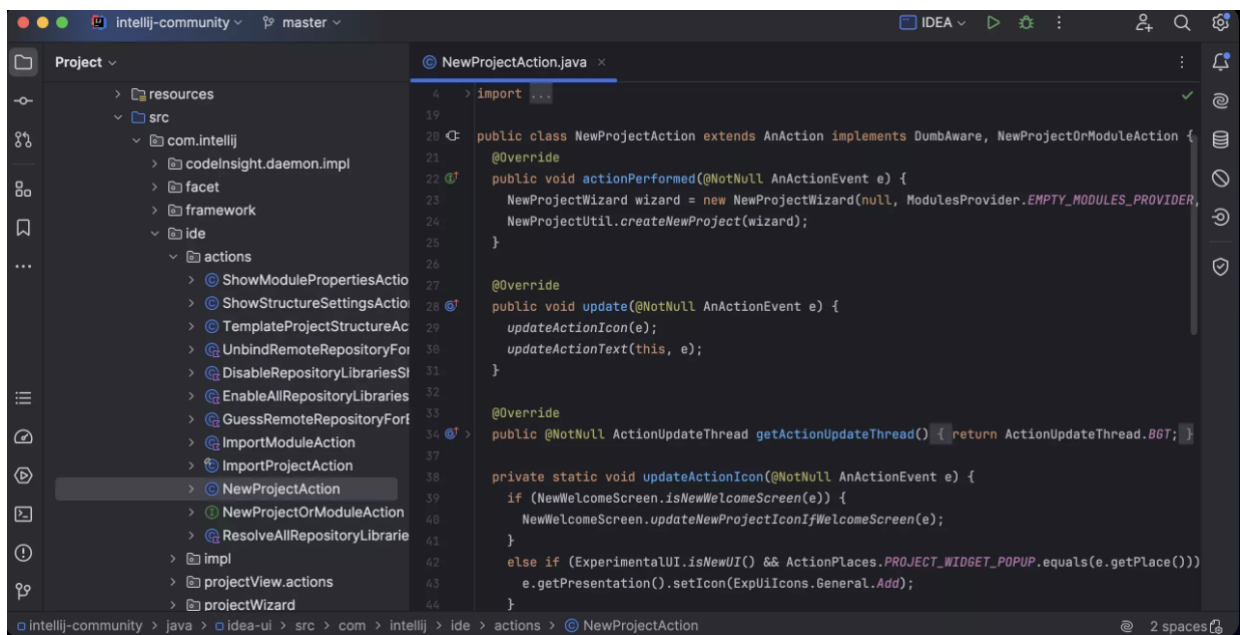 intellij-community master IDEA
Project
resources
src
com.intellij
codeInsight.daemon.impl
facet
framework
ide
actions
ShowModulePropertiesActio
ShowStructureSettingsActio
TemplateProjectStructureAc
UnbindRemoteRepositoryFor
DisableRepositoryLibrariesSh
EnableAllRepositoryLibraries
GuessRemoteRepositoryForE
ImportModuleAction
ImportProjectAction
NewProjectAction
NewProjectOrModuleAction
ResolveAllRepositoryLibrarie
impl
projectView.actions
projectWizard
NewProjectAction.java
4 import ...
19
20 public class NewProjectAction extends AnAction implements DumbAware, NewProjectOrModuleAction {
21 @Override
22 public void actionPerformed(@NotNull AnActionEvent e) {
23 NewProjectWizard wizard = new NewProjectWizard(null, ModulesProvider.EMPTY_MODULES_PROVIDER,
24 NewProjectUtil.createNewProject(wizard);
25 }
26
27 @Override
28 public void update(@NotNull AnActionEvent e) {
29 updateActionIcon(e);
30 updateActionText(this, e);
31 }
32
33 @Override
34 public @NotNull ActionUpdateThread getActionUpdateThread() { return ActionUpdateThread.BGT; }
37
38 private static void updateActionIcon(@NotNull AnActionEvent e) {
39 if (NewWelcomeScreen.isNewWelcomeScreen(e)) {
40 NewWelcomeScreen.updateNewProjectIconIfWelcomeScreen(e);
41 }
42 else if (ExperimentalUI.isNewUI() && ActionPlaces.PROJECT_WIDGET_POPUP.equals(e.getPlace()))
43 e.getPresentation().setIcon(ExpUiIcons.General.Add);
44 }
intellij-community > java > idea-ui > src > com > intellij > ide > actions > NewProjectAction 2 spaces